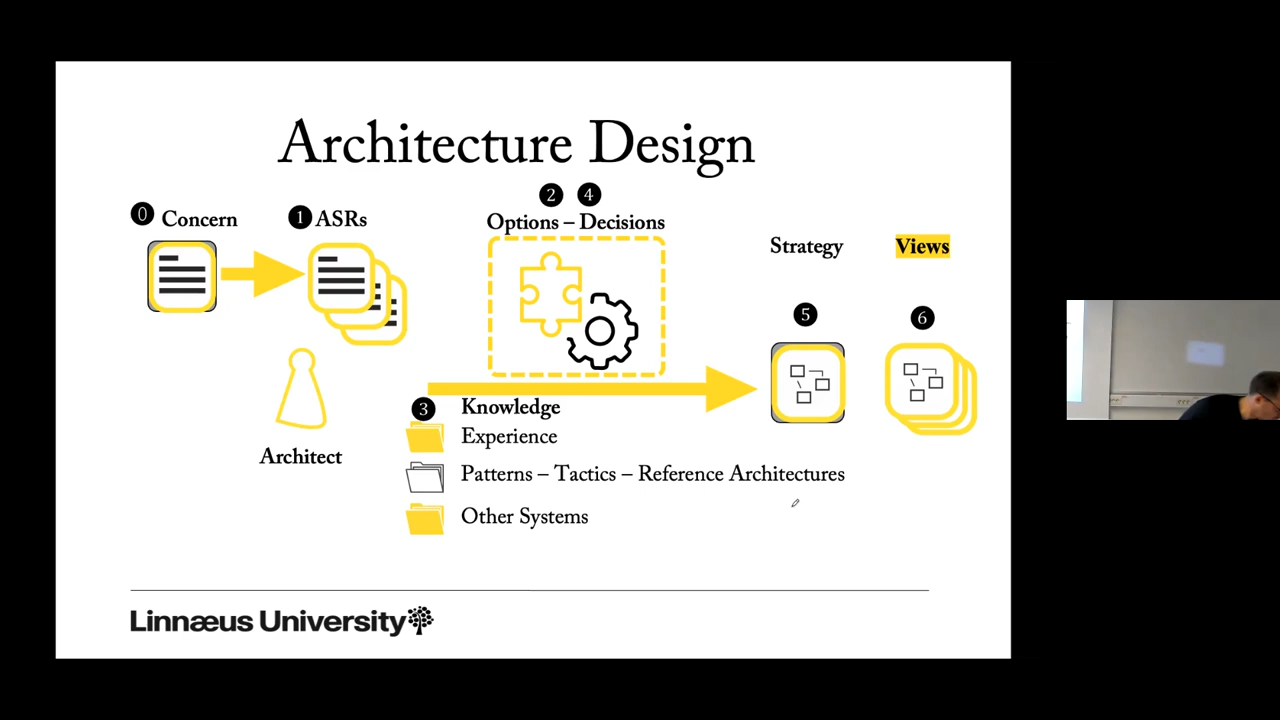 Architecture Design
0 Concern
1 ASRs
2 4
Options – Decisions
Strategy
Views
5
6
3 Knowledge
Experience
Architect
Patterns – Tactics – Reference Architectures
Other Systems
Linnæus University